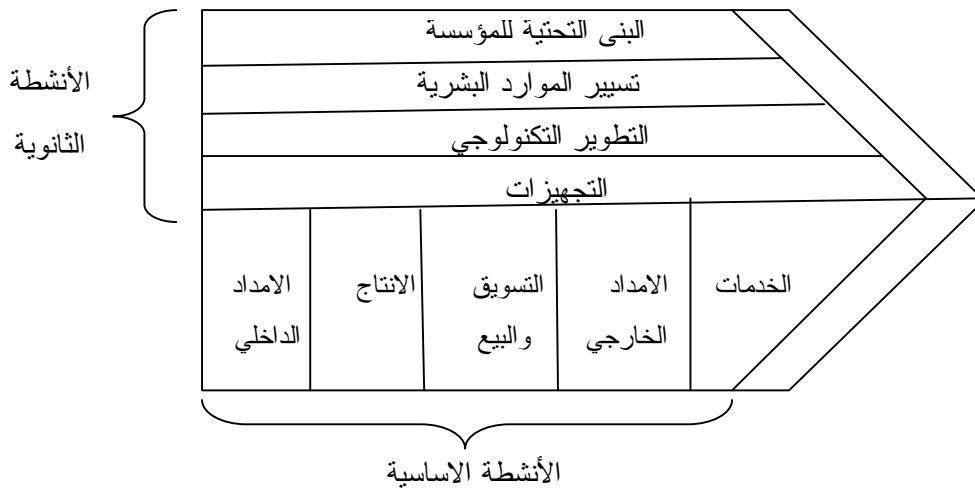 البنى التحتية للمؤسسة
تسيير الموارد البشرية
التطوير التكنولوجي
التجهيزات
الأنشطة
الثانوية
الخدمات
الامداد
الخارجي
التسويق
والبيع
الانتاج
الامداد
الداخلي
الأنشطة الاساسية